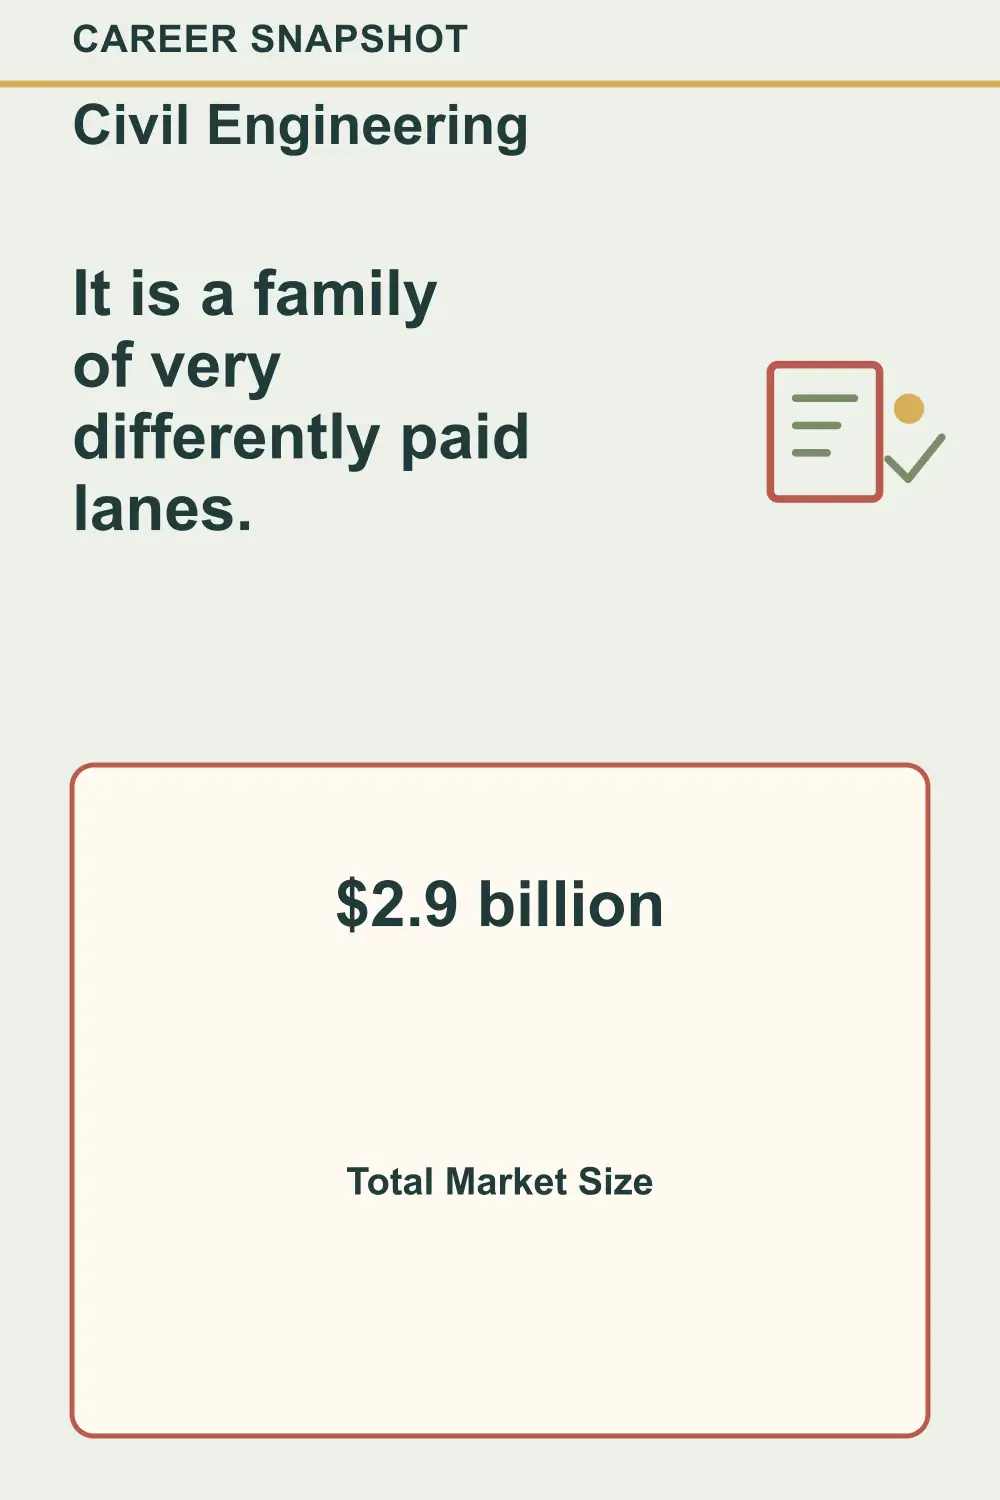 CAREER SNAPSHOT
Civil Engineering
It is a family
of very
differently paid
lanes.
$2.9 billion
Total Market Size